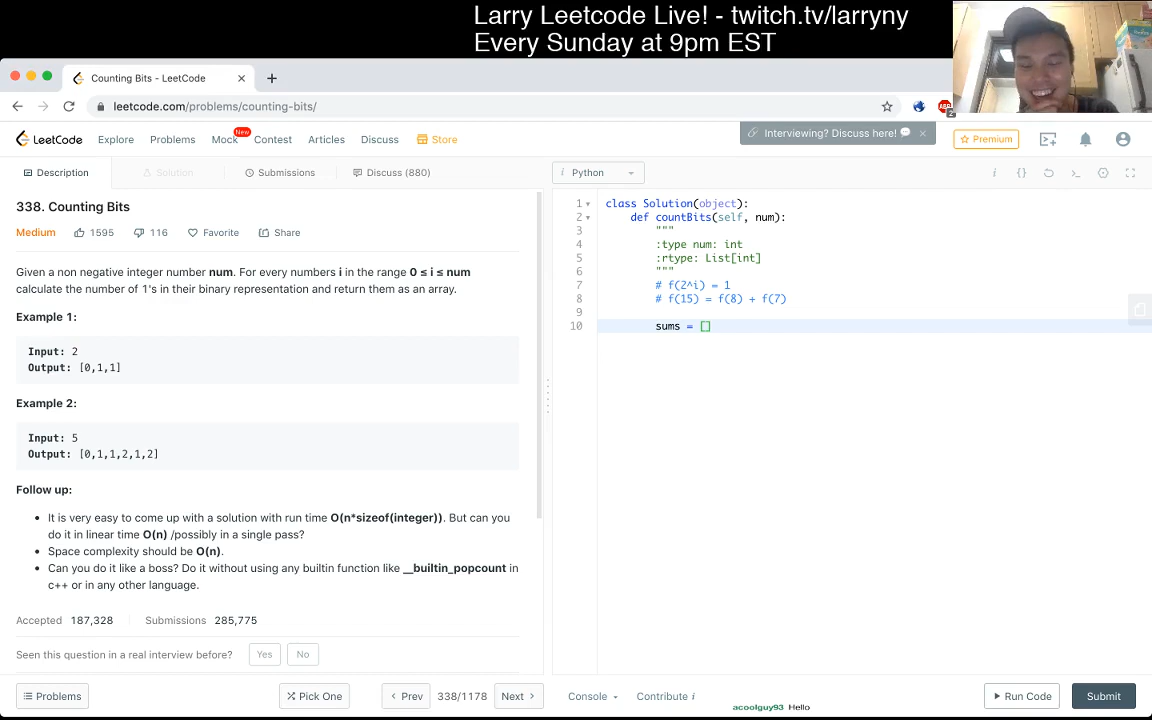 Larry Leetcode Live! - twitch.tv/larryny
Every Sunday at 9pm EST
Counting Bits - LeetCode
leetcode.com/problems/counting-bits/
2
LeetCode Explore Problems Mock New Contest Articles Discuss Store
Interviewing? Discuss here!
Premium
Description Solution Submissions Discuss (880)
i Python
338. Counting Bits
Medium 1595 116 Favorite Share
Given a non negative integer number num. For every numbers i in the range 0 ≤ i ≤ num
calculate the number of 1's in their binary representation and return them as an array.
Example 1:
Input: 2
Output: [0,1,1]
Example 2:
Input: 5
Output: [0,1,1,2,1,2]
Follow up:
• It is very easy to come up with a solution with run time O(n*sizeof(integer)). But can you
do it in linear time O(n) /possibly in a single pass?
• Space complexity should be O(n).
• Can you do it like a boss? Do it without using any builtin function like __builtin_popcount in
c++ or in any other language.
Accepted 187,328 Submissions 285,775
Seen this question in a real interview before? Yes No
Problems Pick One Prev 338/1178 Next
1 class Solution(object):
2 def countBits(self, num):
3 """
4 :type num: int
5 :rtype: List[int]
6 """
7 # f(2^i) = 1
8 # f(15) = f(8) + f(7)
9
10 sums = []
Console Contribute i
Run Code Submit
acoolguy93 Hello